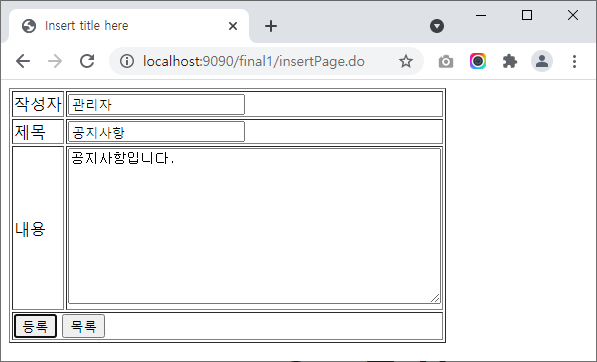 Insert title here
localhost:9090/final1/insertPage.do
작성자 관리자
제목 공지사항
내용 공지사항입니다.
등록 목록